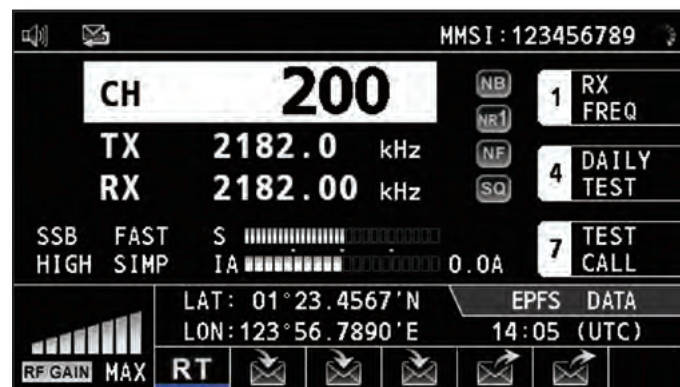 MMSI:123456789
CH 200
TX 2182.0 kHz
RX 2182.00 kHz
NB
NR1
NF
SQ
1 RX FREQ
4 DAILY TEST
7 TEST CALL
SSB FAST S
HIGH SIMP IA 0.0A
LAT: 01°23.4567'N EPFS DATA
LON:123°56.7890'E 14:05 (UTC)
RF GAIN MAX RT